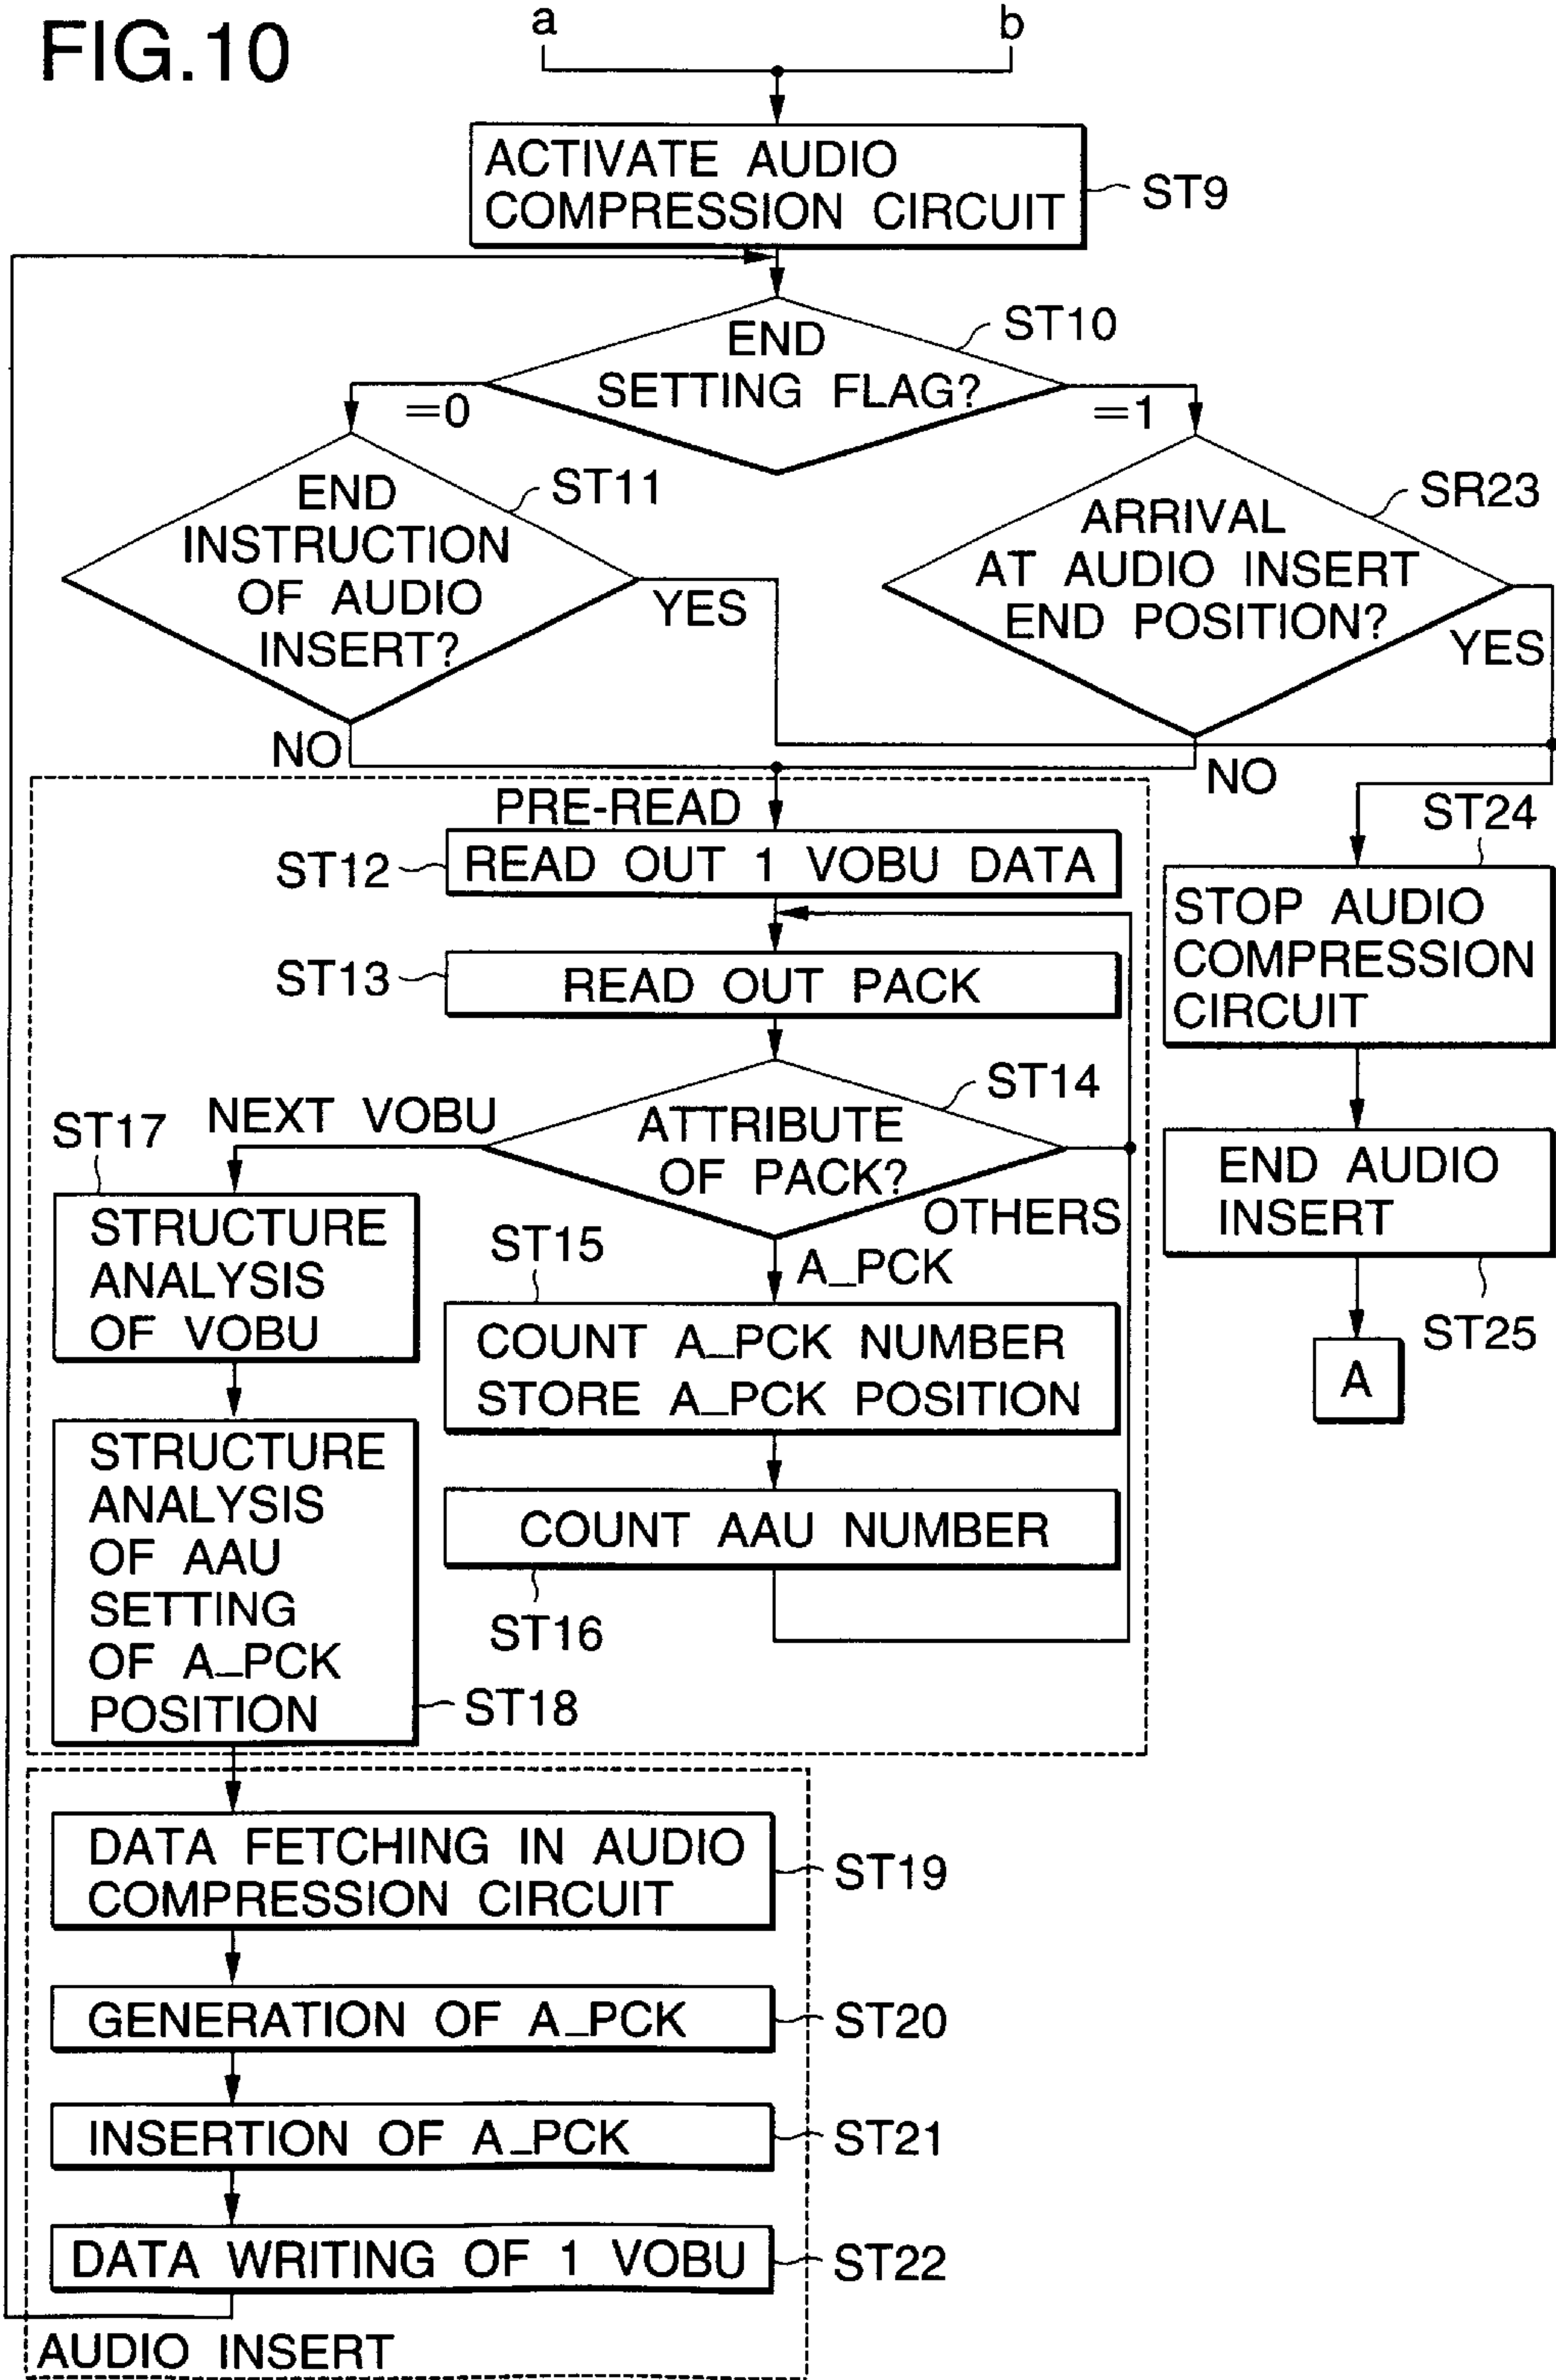 FIG.10
a
b
ACTIVATE AUDIO
COMPRESSION CIRCUIT
ST9
END
SETTING FLAG?
ST10
=0
=1
END
INSTRUCTION
OF AUDIO
INSERT?
ST11
YES
NO
ARRIVAL
AT AUDIO INSERT
END POSITION?
SR23
YES
NO
PRE-READ
ST12
READ OUT 1 VOBU DATA
ST13
READ OUT PACK
ST14
ATTRIBUTE
OF PACK?
NEXT VOBU
OTHERS
A_PCK
ST17
STRUCTURE
ANALYSIS
OF VOBU
ST15
COUNT A_PCK NUMBER
STORE A_PCK POSITION
COUNT AAU NUMBER
ST16
STRUCTURE
ANALYSIS
OF AAU
SETTING
OF A_PCK
POSITION
ST18
ST24
STOP AUDIO
COMPRESSION
CIRCUIT
END AUDIO
INSERT
ST25
A
DATA FETCHING IN AUDIO
COMPRESSION CIRCUIT
ST19
GENERATION OF A_PCK
ST20
INSERTION OF A_PCK
ST21
DATA WRITING OF 1 VOBU
ST22
AUDIO INSERT